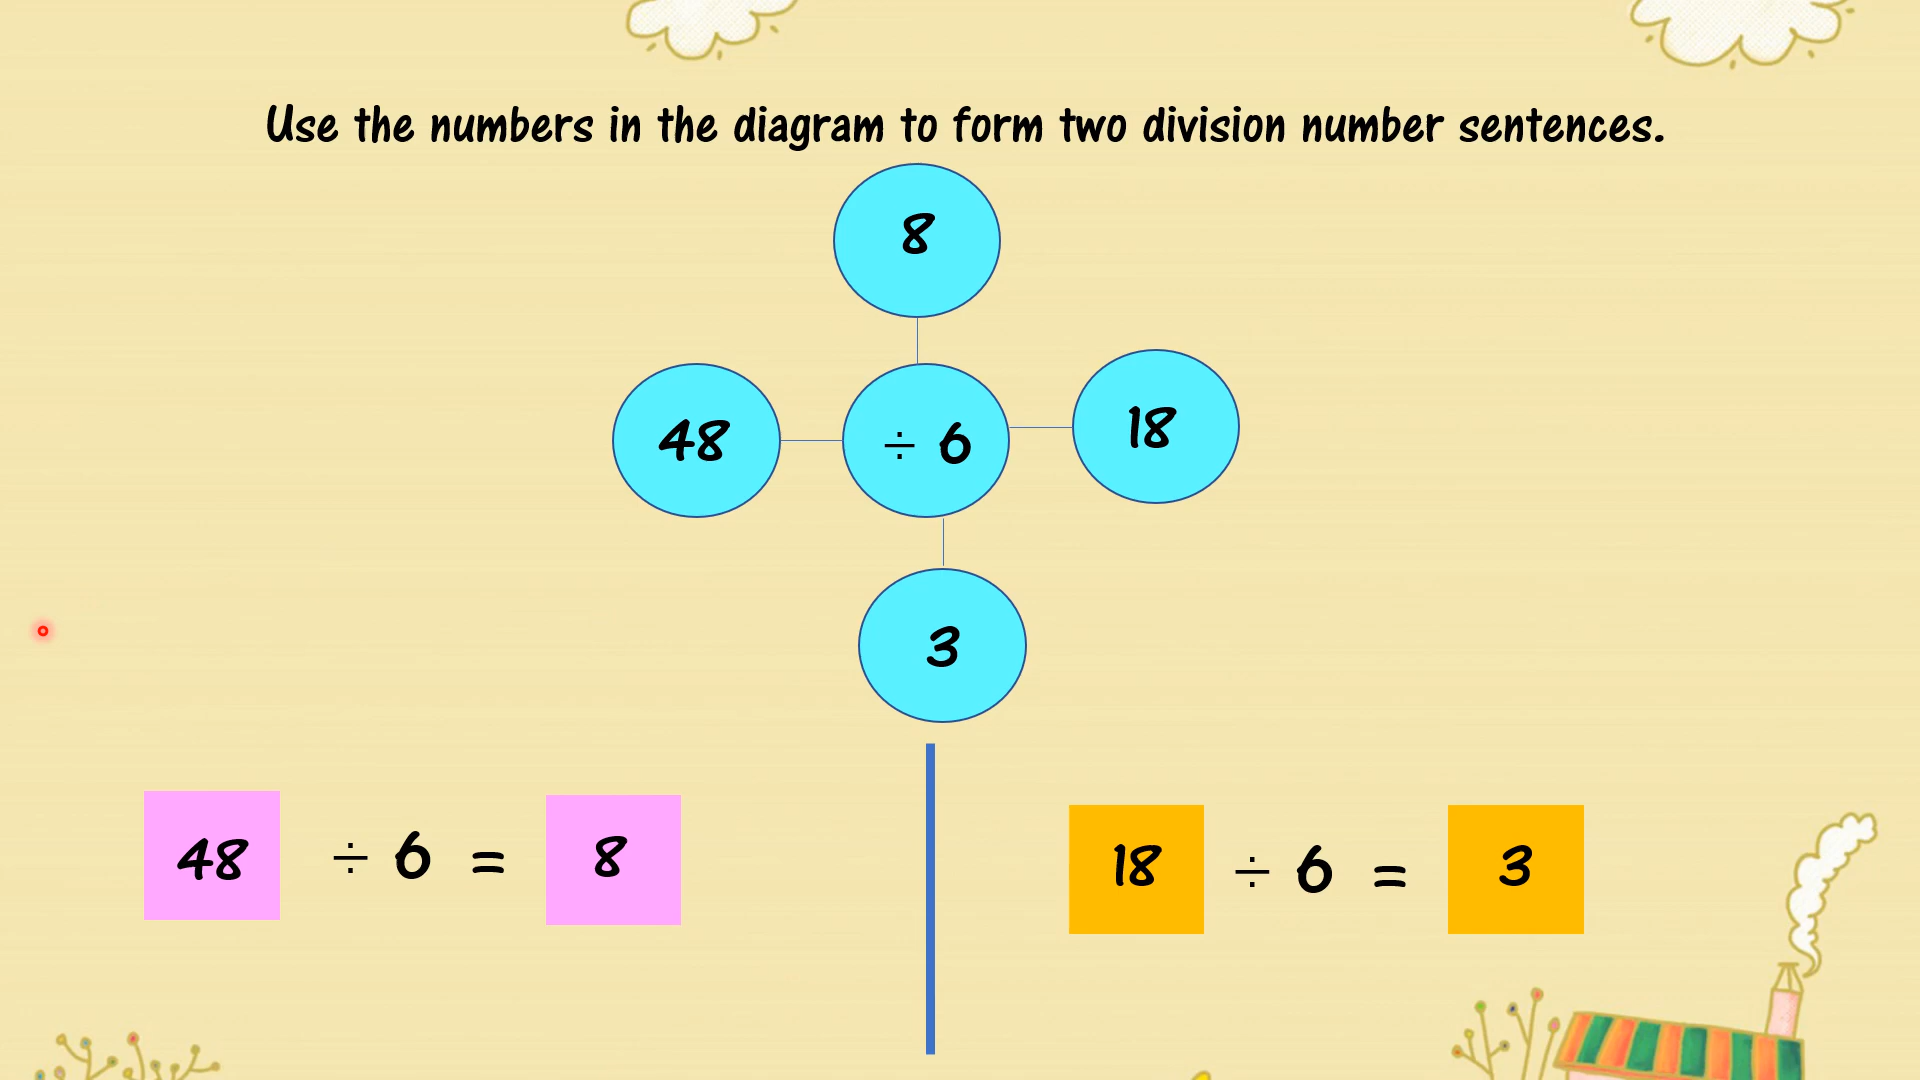 Use the numbers in the diagram to form two division number sentences.
8
48 ÷ 6 18
3
48 ÷ 6 = 8
18 ÷ 6 = 3